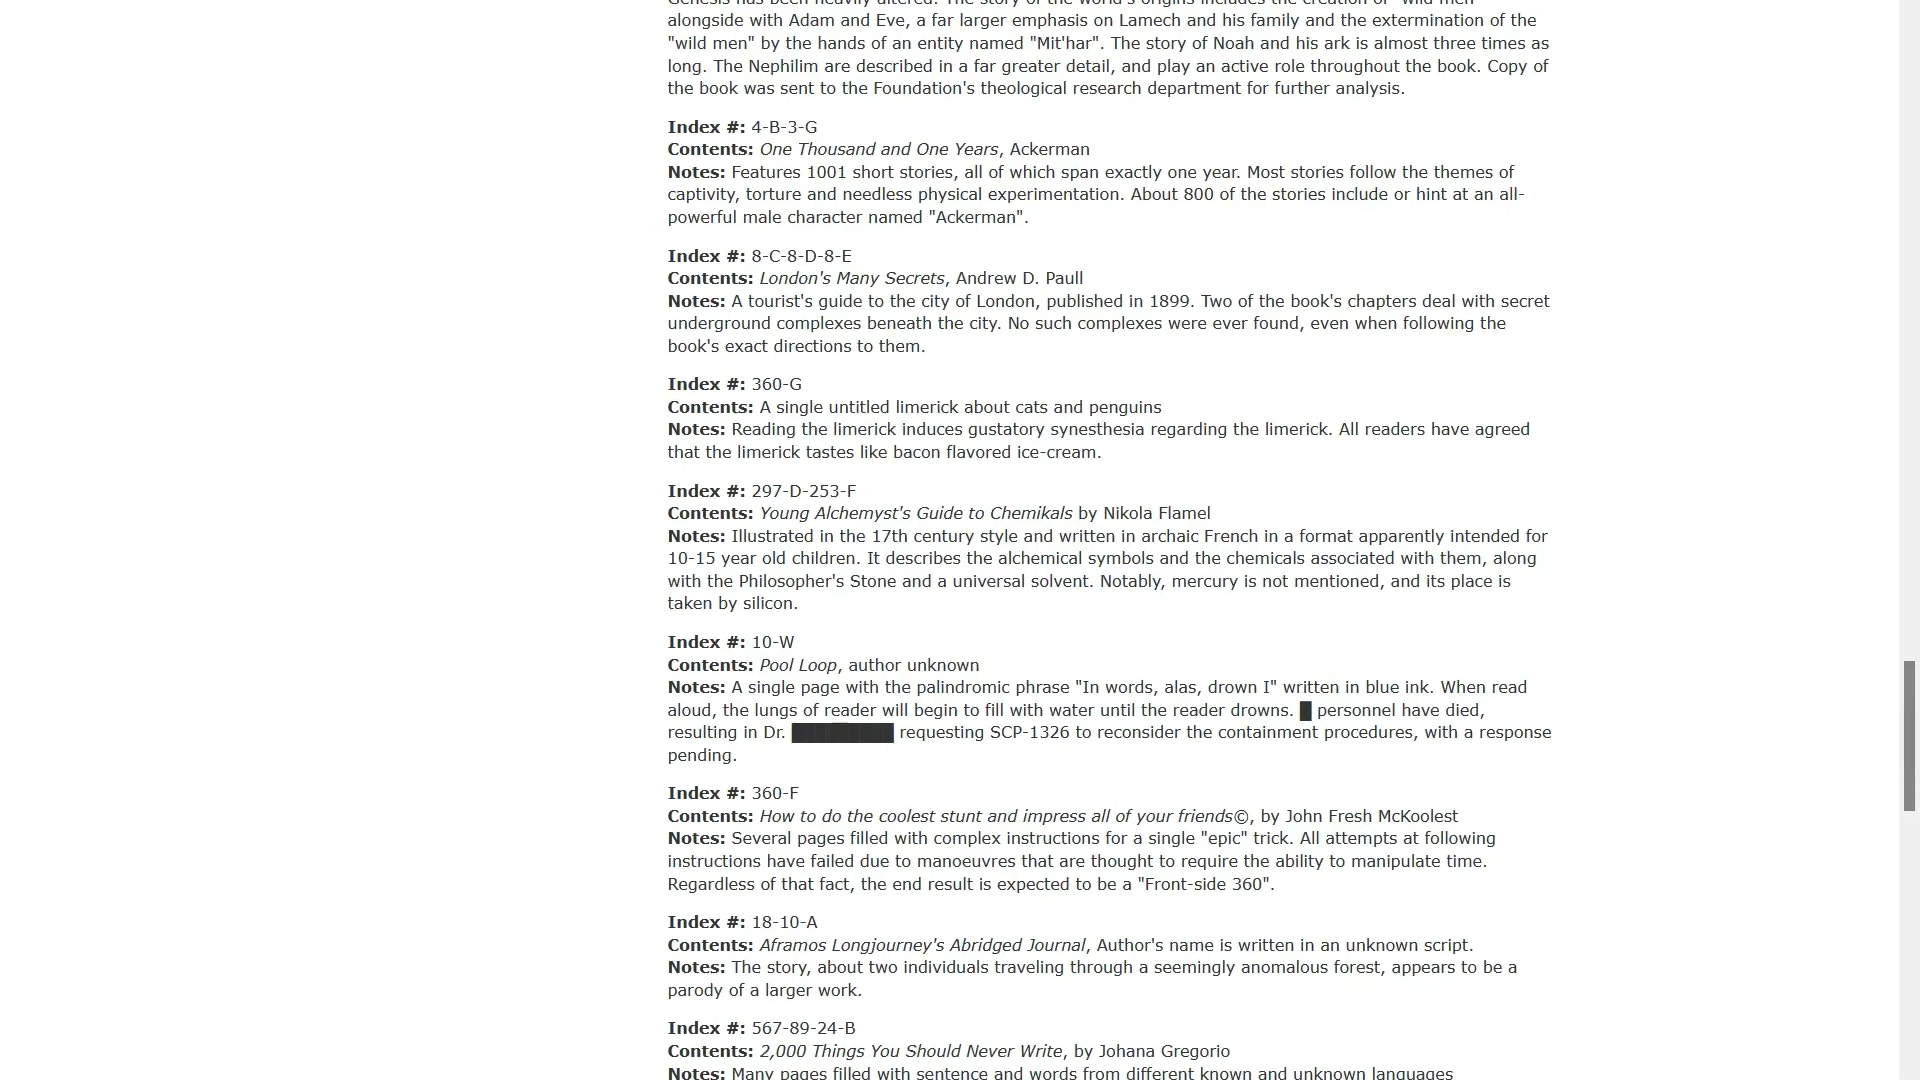 alongside with Adam and Eve, a far larger emphasis on Lamech and his family and the extermination of the
"wild men" by the hands of an entity named "Mit'har". The story of Noah and his ark is almost three times as
long. The Nephilim are described in a far greater detail, and play an active role throughout the book. Copy of
the book was sent to the Foundation's theological research department for further analysis.
Index #: 4-B-3-G
Contents: One Thousand and One Years, Ackerman
Notes: Features 1001 short stories, all of which span exactly one year. Most stories follow the themes of
captivity, torture and needless physical experimentation. About 800 of the stories include or hint at an all-
powerful male character named "Ackerman".
Index #: 8-C-8-D-8-E
Contents: London's Many Secrets, Andrew D. Paull
Notes: A tourist's guide to the city of London, published in 1899. Two of the book's chapters deal with secret
underground complexes beneath the city. No such complexes were ever found, even when following the
book's exact directions to them.
Index #: 360-G
Contents: A single untitled limerick about cats and penguins
Notes: Reading the limerick induces gustatory synesthesia regarding the limerick. All readers have agreed
that the limerick tastes like bacon flavored ice-cream.
Index #: 297-D-253-F
Contents: Young Alchemyst's Guide to Chemikals by Nikola Flamel
Notes: Illustrated in the 17th century style and written in archaic French in a format apparently intended for
10-15 year old children. It describes the alchemical symbols and the chemicals associated with them, along
with the Philosopher's Stone and a universal solvent. Notably, mercury is not mentioned, and its place is
taken by silicon.
Index #: 10-W
Contents: Pool Loop, author unknown
Notes: A single page with the palindromic phrase "In words, alas, drown I" written in blue ink. When read
aloud, the lungs of reader will begin to fill with water until the reader drowns. █ personnel have died,
resulting in Dr. █████████ requesting SCP-1326 to reconsider the containment procedures, with a response
pending.
Index #: 360-F
Contents: How to do the coolest stunt and impress all of your friends©, by John Fresh McKoolest
Notes: Several pages filled with complex instructions for a single "epic" trick. All attempts at following
instructions have failed due to manoeuvres that are thought to require the ability to manipulate time.
Regardless of that fact, the end result is expected to be a "Front-side 360".
Index #: 18-10-A
Contents: Aframos Longjourney's Abridged Journal, Author's name is written in an unknown script.
Notes: The story, about two individuals traveling through a seemingly anomalous forest, appears to be a
parody of a larger work.
Index #: 567-89-24-B
Contents: 2,000 Things You Should Never Write, by Johana Gregorio
Notes: Many pages filled with sentence and words from different known and unknown languages